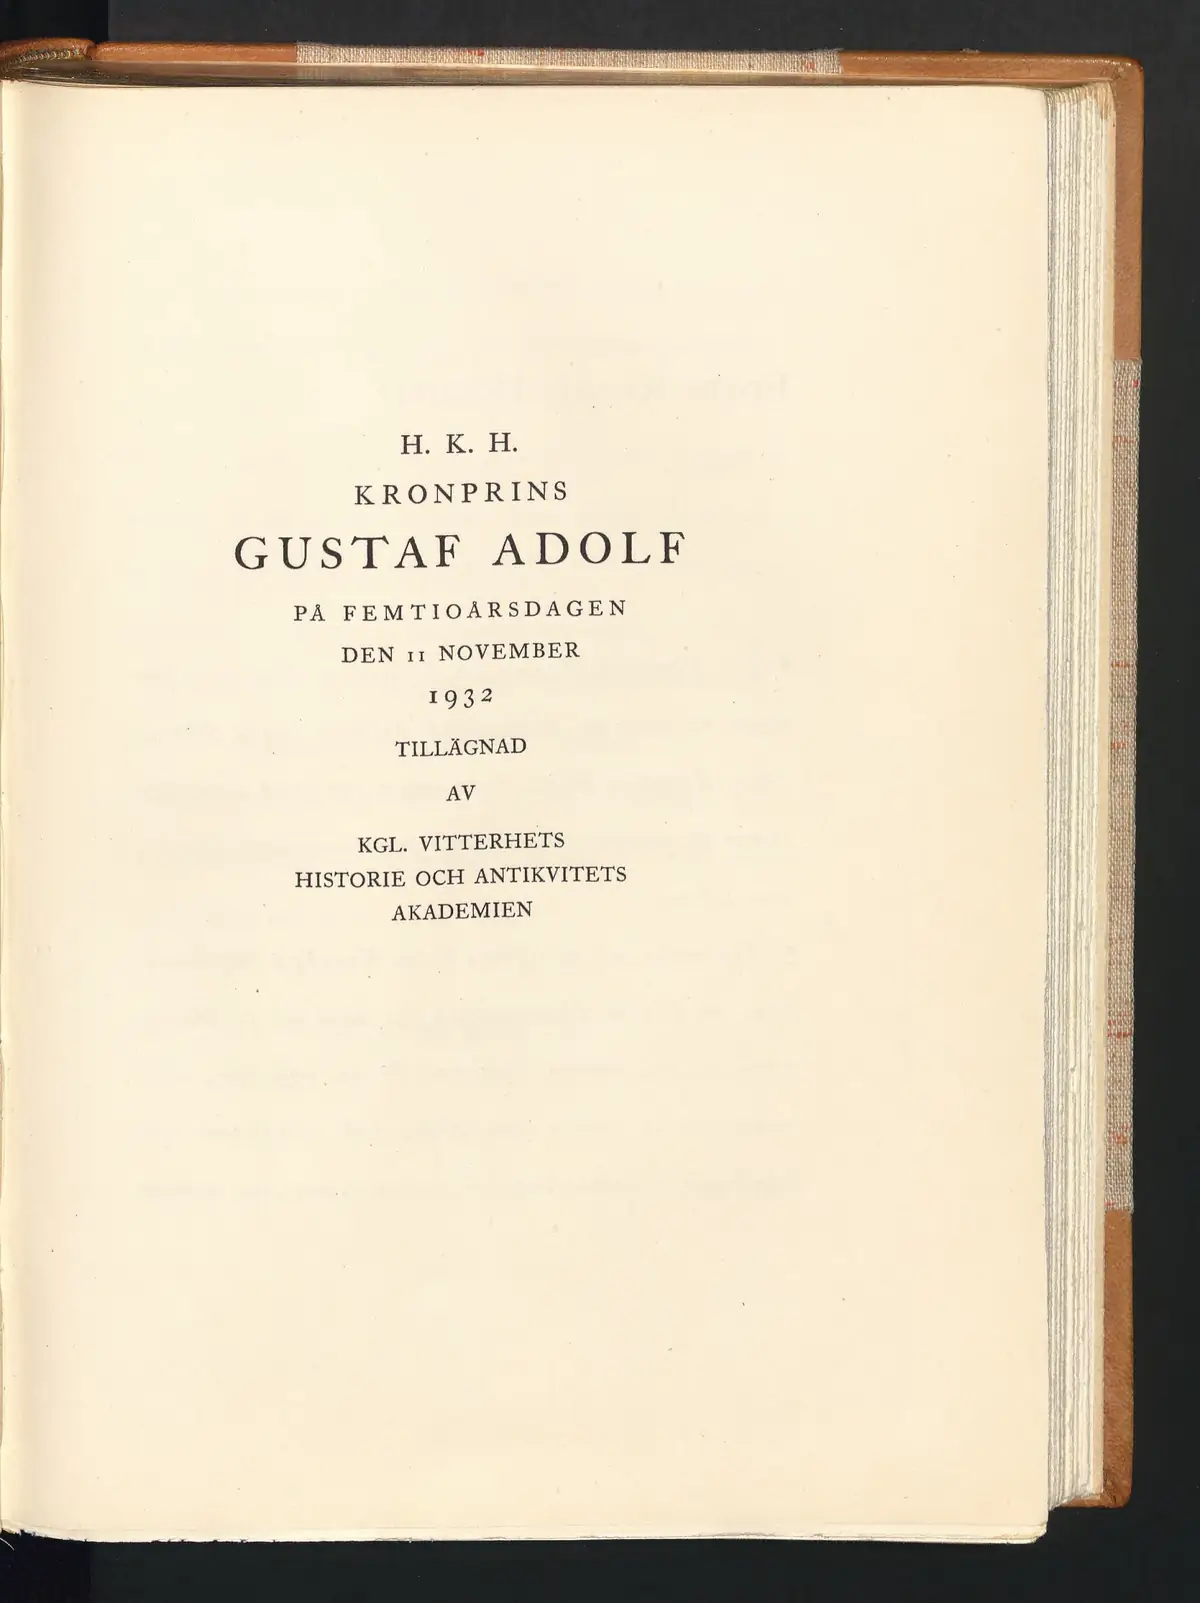 H. K. H.
KRONPRINS
GUSTAF ADOLF
PÅ FEMTIOÅRSDAGEN
DEN 11 NOVEMBER
1932
TILLÄGNAD
AV
KGL. VITTERHETS
HISTORIE OCH ANTIKVITETS
AKADEMIEN